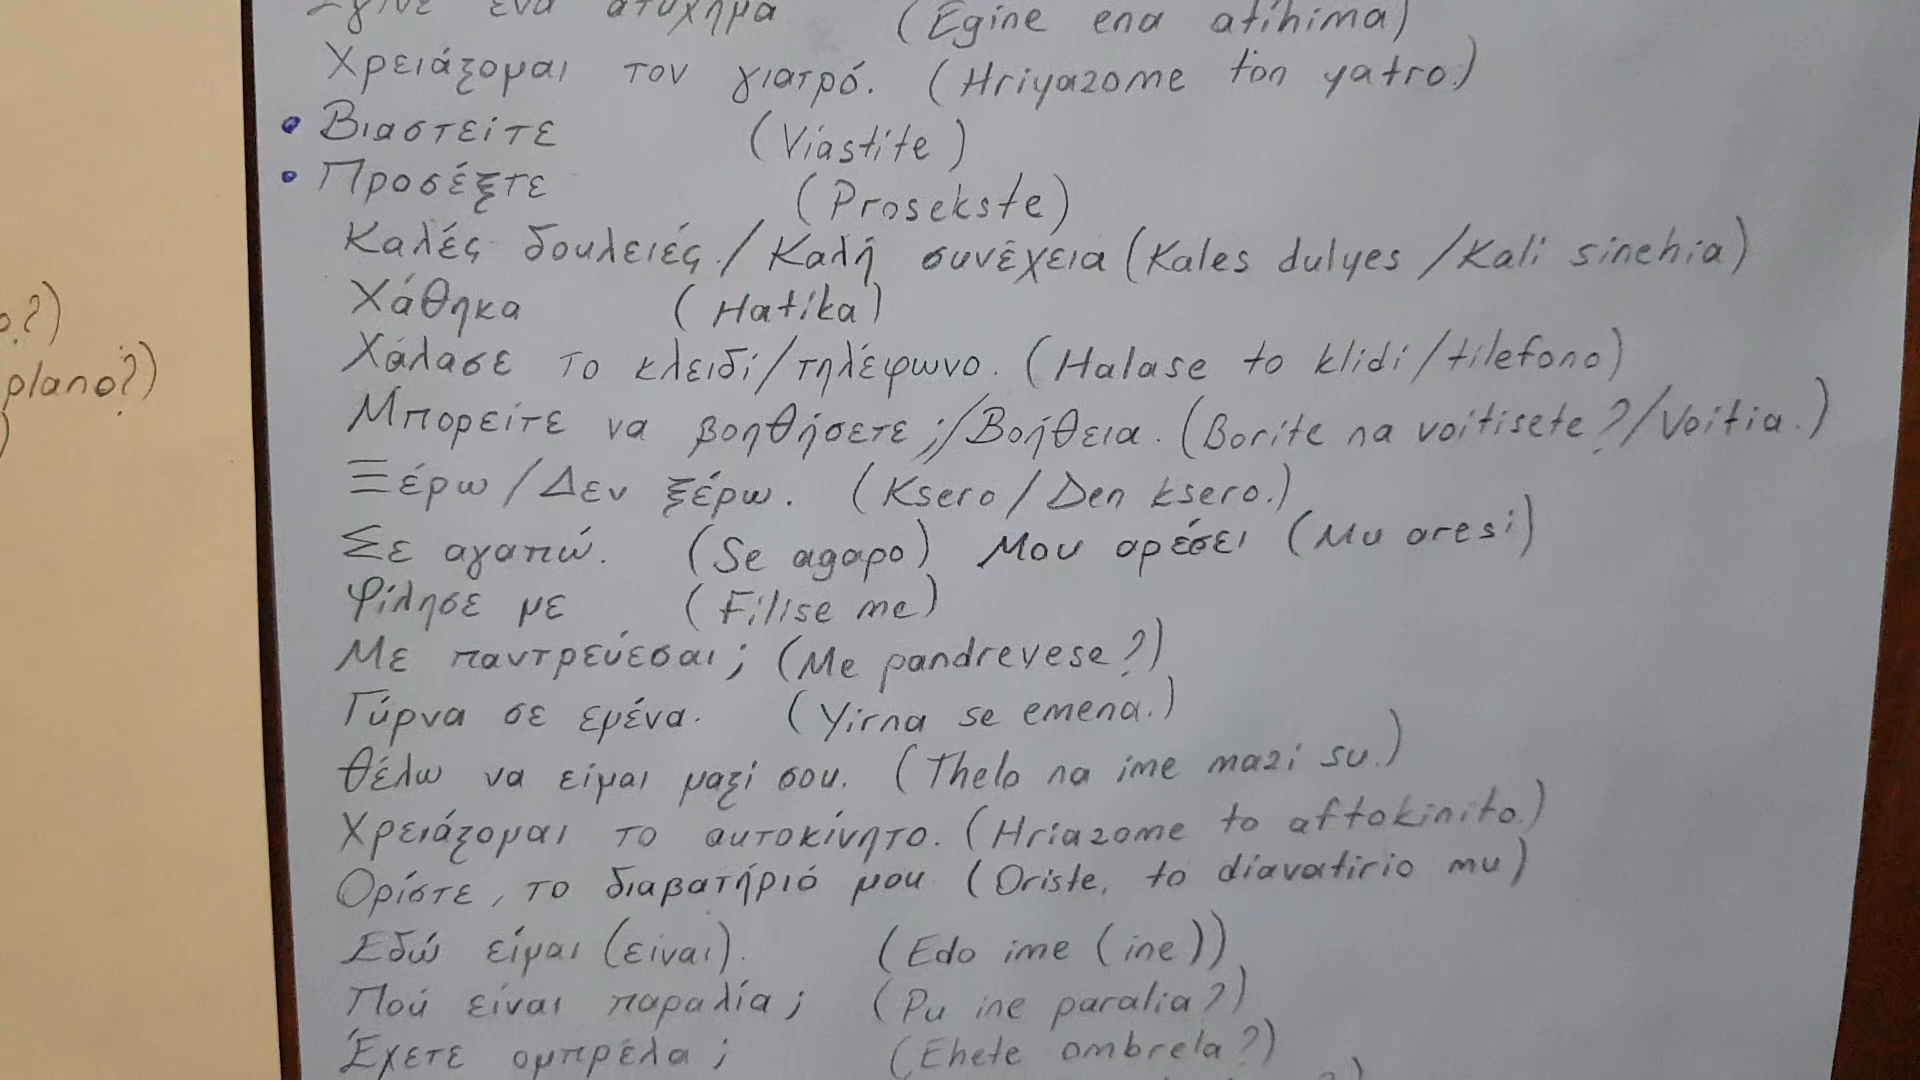 ο?)
plano?)
)
Έγινε ένα ατύχημα (Egine ena atihima)
Χρειάζομαι τον γιατρό. (Hriyazome ton yatro.)
• Βιαστείτε (Viastite)
• Προσέξτε (Prosekste)
Καλές δουλειές / Καλή συνέχεια (Kales dulyes / Kali sinehia)
Χάθηκα (Hatika)
Χάλασε το κλειδί/τηλέφωνο. (Halase to klidi/tilefono)
Μπορείτε να βοηθήσετε;/Βοήθεια. (Borite na voitisete?/Voitia.)
Ξέρω / Δεν ξέρω. (Ksero / Den ksero.)
Σε αγαπώ. (Se agapo) Μου αρέσει (Mu aresi)
Φίλησε με (Filise me)
Με παντρεύεσαι; (Me pandrevese?)
Γύρνα σε εμένα. (Yirna se emena.)
Θέλω να είμαι μαζί σου. (Thelo na ime mazi su.)
Χρειάζομαι το αυτοκίνητο. (Hriazome to aftokinito.)
Ορίστε, το διαβατήριό μου (Oriste, to diavatirio mu)
Εδώ είμαι (είναι). (Edo ime (ine))
Πού είναι παραλία; (Pu ine paralia?)
Έχετε ομπρέλα; (Ehete ombrela?)